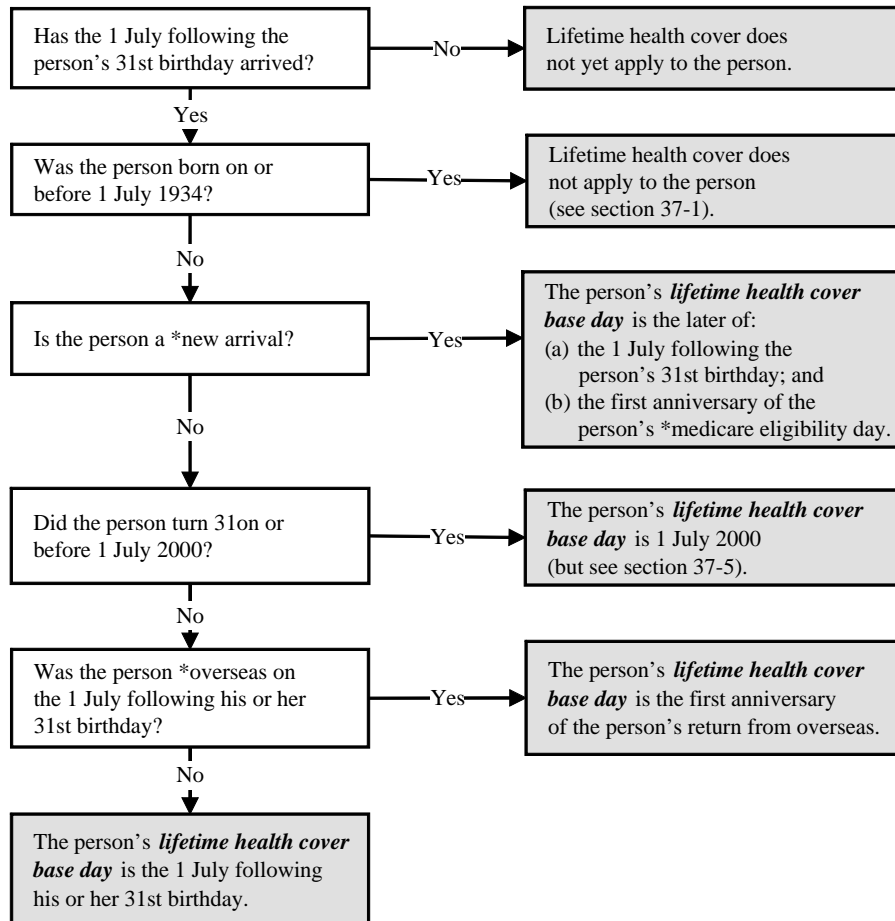 Has the 1 July following the
person's 31st birthday arrived?
No
Lifetime health cover does
not yet apply to the person.
Yes
Was the person born on or
before 1 July 1934?
Yes
Lifetime health cover does
not apply to the person
(see section 37-1).
No
Is the person a *new arrival?
Yes
The person's lifetime health cover
base day is the later of:
(a) the 1 July following the
person's 31st birthday; and
(b) the first anniversary of the
person's *medicare eligibility day.
No
Did the person turn 31on or
before 1 July 2000?
Yes
The person's lifetime health cover
base day is 1 July 2000
(but see section 37-5).
No
Was the person *overseas on
the 1 July following his or her
31st birthday?
Yes
The person's lifetime health cover
base day is the first anniversary
of the person's return from overseas.
No
The person's lifetime health cover
base day is the 1 July following
his or her 31st birthday.